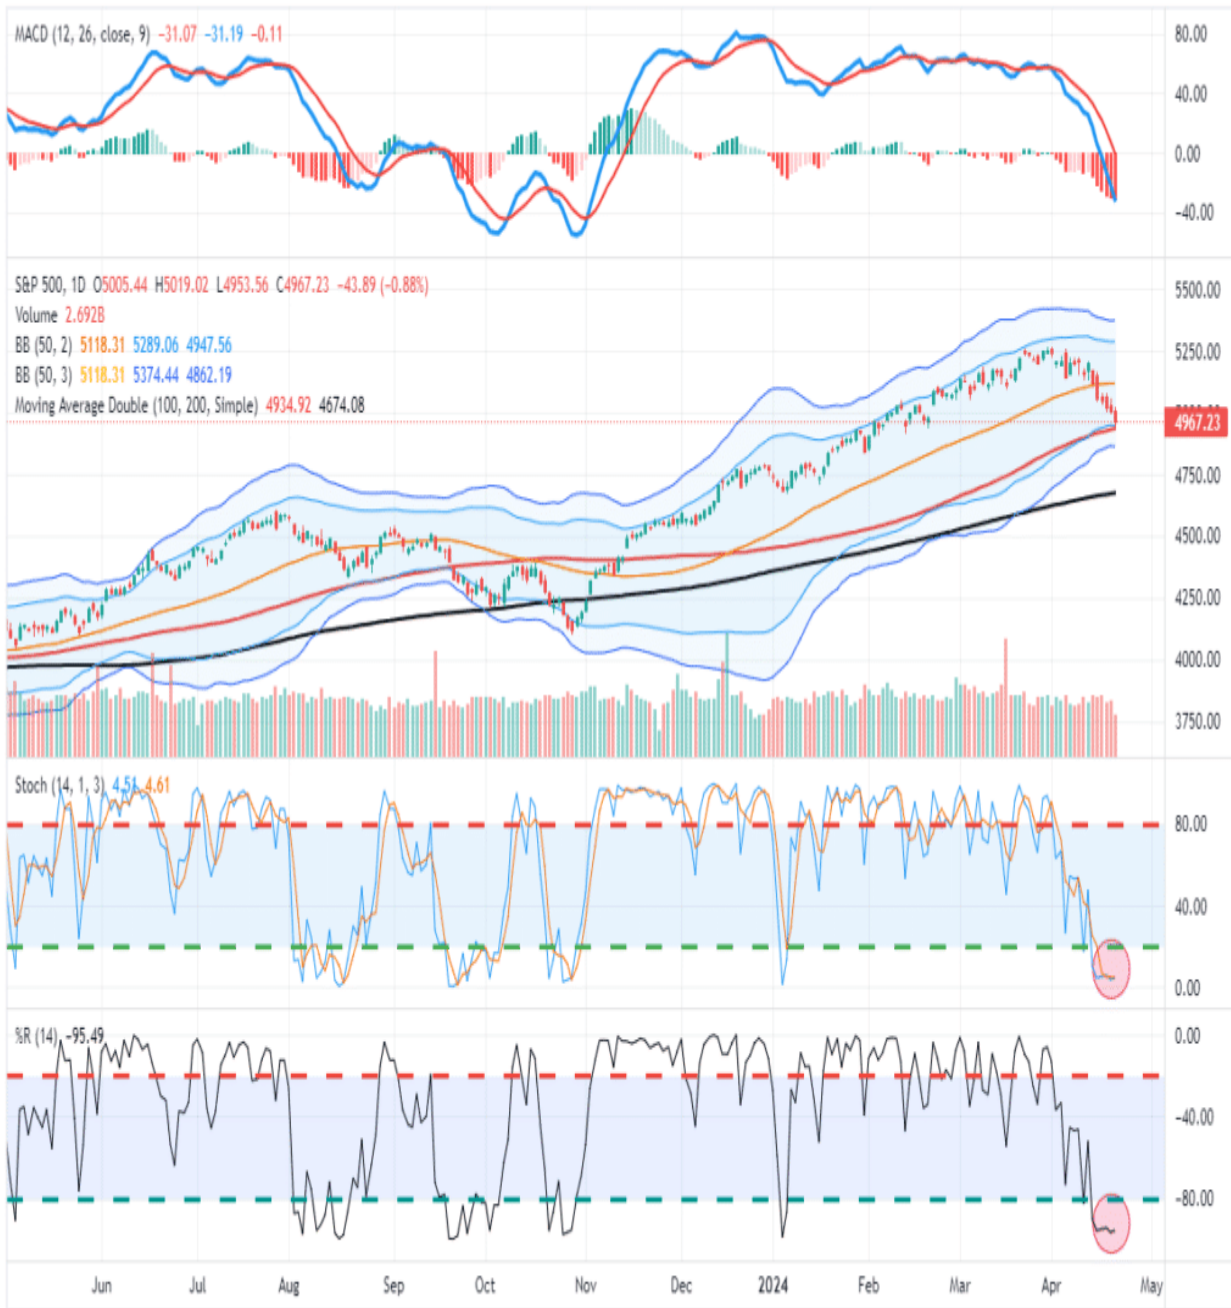 MACD (12, 26, close, 9) −31.07 −31.19 −0.11
80.00
40.00
0.00
−40.00
S&P 500, 1D O5005.44 H5019.02 L4953.56 C4967.23 −43.89 (−0.88%)
Volume 2.692B
BB (50, 2) 5118.31 5289.06 4947.56
BB (50, 3) 5118.31 5374.44 4862.19
Moving Average Double (100, 200, Simple) 4934.92 4674.08
5500.00
5250.00
4967.23
4750.00
4500.00
4250.00
4000.00
3750.00
Stoch (14, 1, 3) 4.51 4.61
80.00
40.00
0.00
%R (14) −95.49
0.00
−40.00
−80.00
Jun Jul Aug Sep Oct Nov Dec 2024 Feb Mar Apr May